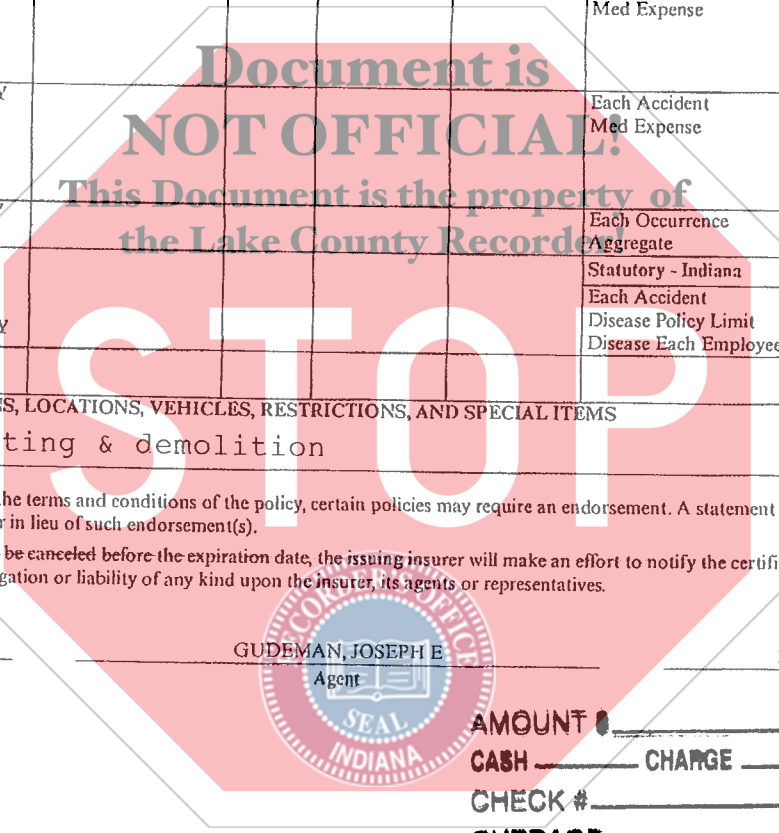 Med Expense
Document is
NOT OFFICIAL!
Each Accident
Med Expense
This Document is the property of
the Lake County Recorder!
Each Occurrence
Aggregate
Statutory - Indiana
Each Accident
Disease Policy Limit
Disease Each Employee
STOP
S, LOCATIONS, VEHICLES, RESTRICTIONS, AND SPECIAL ITEMS
ting & demolition
he terms and conditions of the policy, certain policies may require an endorsement. A statement
r in lieu of such endorsement(s).
be canceled before the expiration date, the issuing insurer will make an effort to notify the certifi
gation or liability of any kind upon the insurer, its agents or representatives.
RECORDER'S OFFICE
GUDEMAN, JOSEPH E
Agent
SEAL
INDIANA
AMOUNT $
CASH CHARGE
CHECK #
OVERAGE